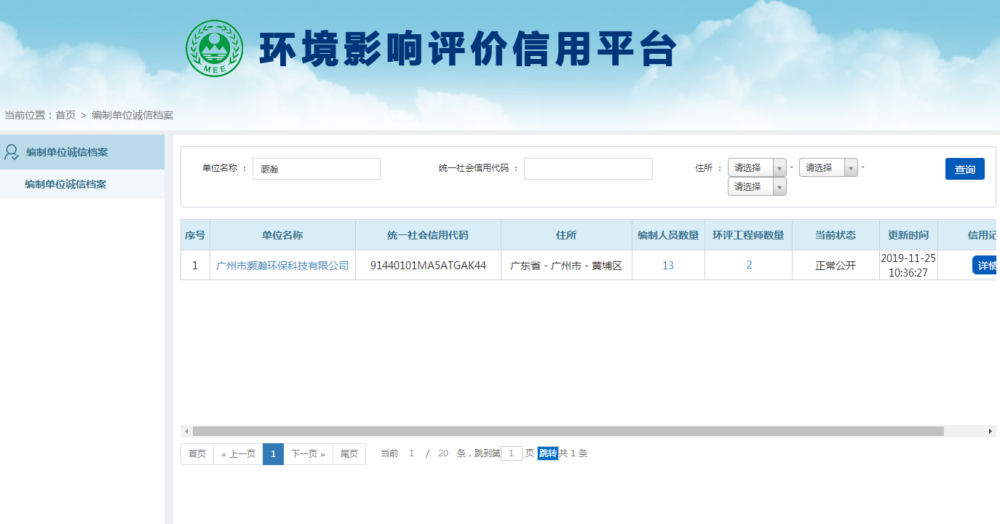 MEE
环境影响评价信用平台
当前位置：首页 > 编制单位诚信档案
编制单位诚信档案
编制单位诚信档案
单位名称 ： 灏瀚 统一社会信用代码 ： 住所 ： 请选择 - 请选择 - 查询
请选择
序号 单位名称 统一社会信用代码 住所 编制人员数量 环评工程师数量 当前状态 更新时间 信用记
1 广州市灏瀚环保科技有限公司 91440101MA5ATGAK44 广东省 - 广州市 - 黄埔区 13 2 正常公开 2019-11-25 详情
10:36:27
首页 « 上一页 1 下一页 » 尾页 当前 1 / 20 条，跳到第 1 页 跳转 共 1 条